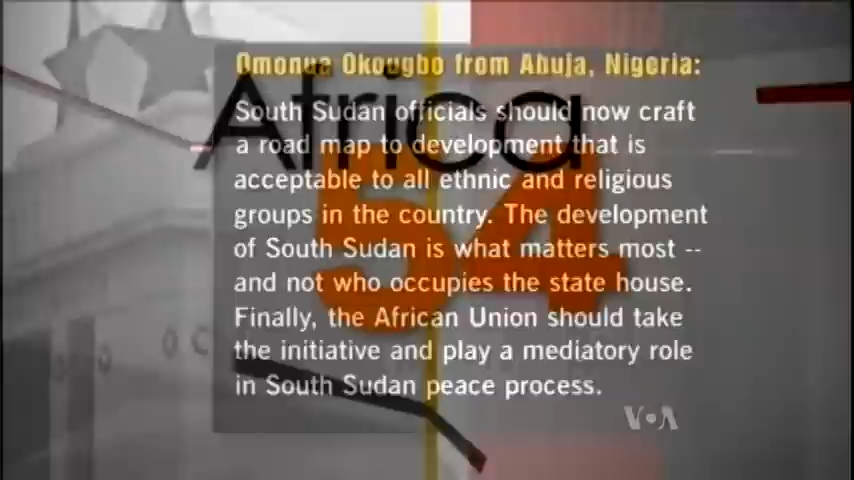 Omonua Okougbo from Abuja, Nigeria:
South Sudan officials should now craft
a road map to development that is
acceptable to all ethnic and religious
groups in the country. The development
of South Sudan is what matters most --
and not who occupies the state house.
Finally, the African Union should take
the initiative and play a mediatory role
in South Sudan peace process.
Africa
54
VOA